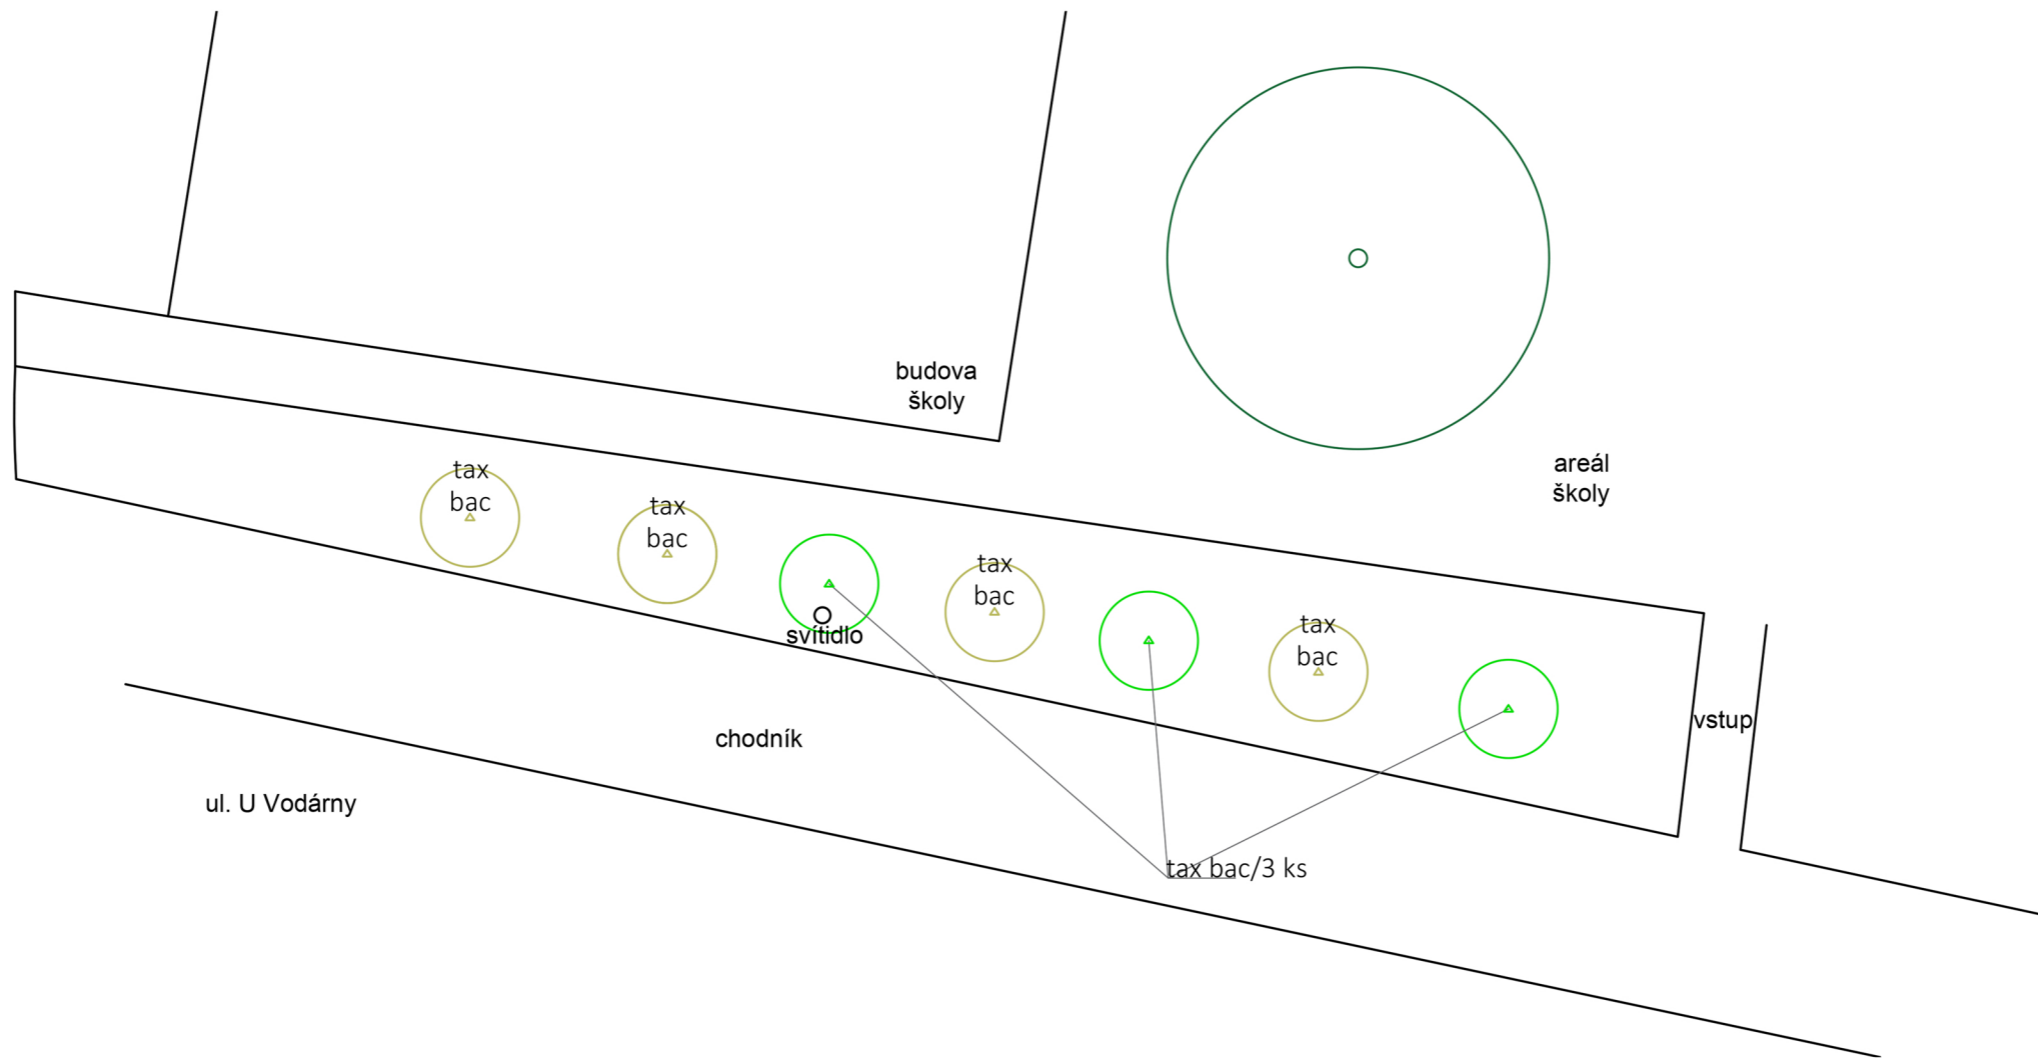 budova
školy
areál
školy
tax
bac
tax
bac
tax
bac
tax
bac
svítidlo
vstup
chodník
ul. U Vodárny
tax bac/3 ks